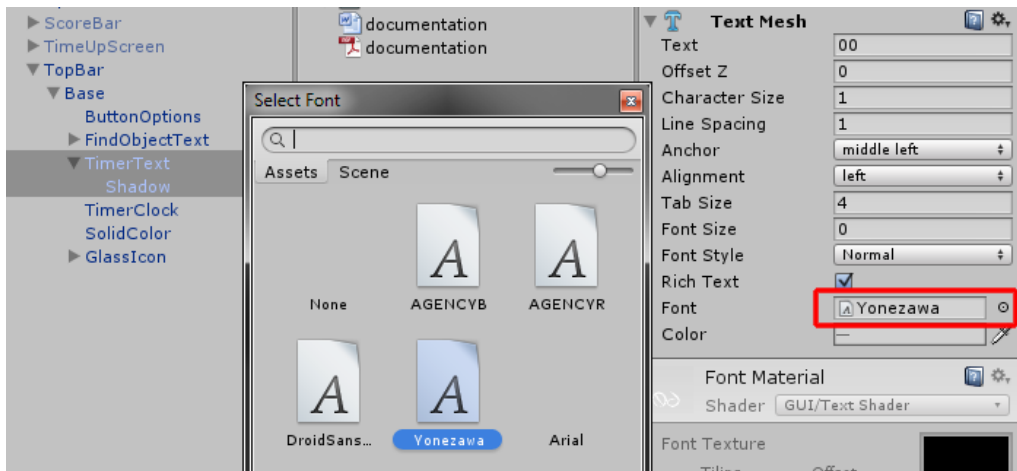 ScoreBar
TimeUpScreen
TopBar
Base
ButtonOptions
FindObjectText
TimerText
Shadow
TimerClock
SolidColor
GlassIcon
documentation
documentation
Select Font
Assets Scene
None AGENCYB AGENCYR
DroidSans... Yonezawa Arial
Text Mesh
Text 00
Offset Z 0
Character Size 1
Line Spacing 1
Anchor middle left
Alignment left
Tab Size 4
Font Size 0
Font Style Normal
Rich Text
Font Yonezawa
Color
Font Material
Shader GUI/Text Shader
Font Texture
Tiling Offset